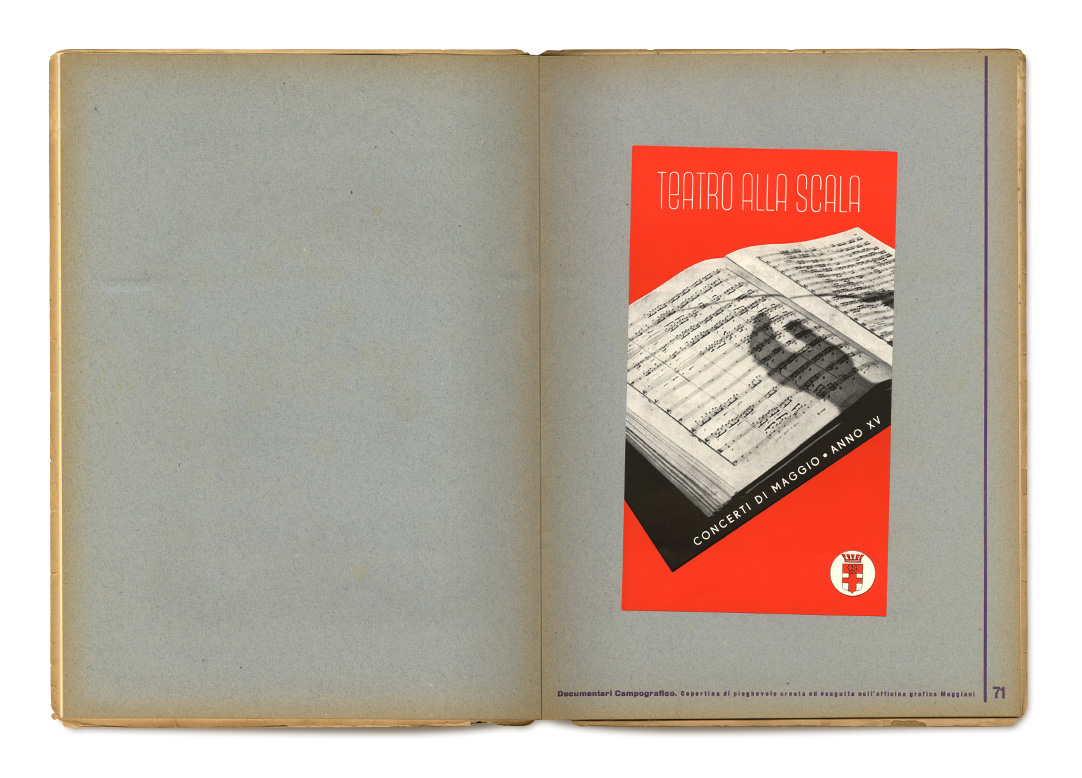 TeATRO ALLA SCALA
CONCERTI DI MAGGIO • ANNO XV
Documentari Campografico. Copertina di pieghevole creata ed eseguita nell'officina grafica Muggiani
71